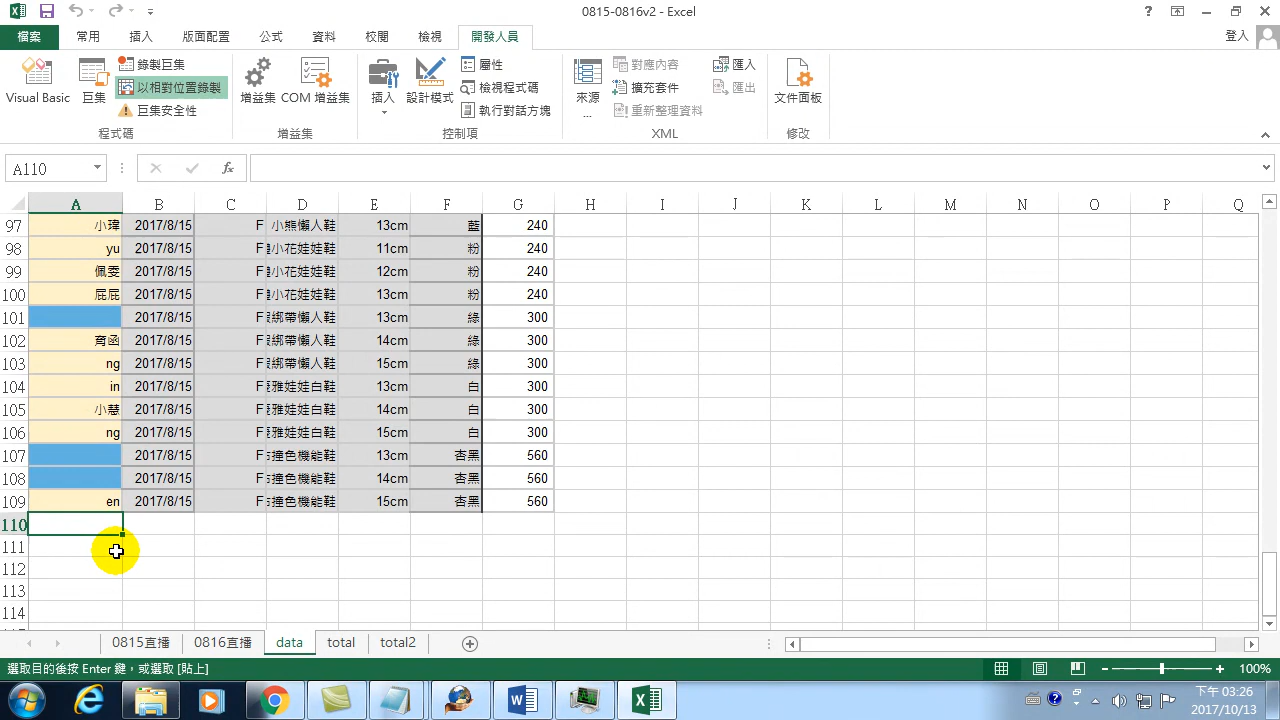 0815-0816v2 - Excel
檔案 常用 插入 版面配置 公式 資料 校閱 檢視 開發人員 登入
Visual Basic 巨集 錄製巨集 以相對位置錄製 巨集安全性 增益集 COM 增益集 插入 設計模式 屬性 檢視程式碼 執行對話方塊 來源 ... 對應內容 擴充套件 重新整理資料 匯入 匯出 文件面板
程式碼 增益集 控制項 XML 修改
A110 fx
A B C D E F G H I J K L M N O P Q
97 小瑋 2017/8/15 F 小熊懶人鞋 13cm 藍 240
98 yu 2017/8/15 F 小花娃娃鞋 11cm 粉 240
99 佩雯 2017/8/15 F 小花娃娃鞋 12cm 粉 240
100 屁屁 2017/8/15 F 小花娃娃鞋 13cm 粉 240
101 2017/8/15 F 綁帶懶人鞋 13cm 綠 300
102 育函 2017/8/15 F 綁帶懶人鞋 14cm 綠 300
103 ng 2017/8/15 F 綁帶懶人鞋 15cm 綠 300
104 in 2017/8/15 F 雅娃娃白鞋 13cm 白 300
105 小慧 2017/8/15 F 雅娃娃白鞋 14cm 白 300
106 ng 2017/8/15 F 雅娃娃白鞋 15cm 白 300
107 2017/8/15 F 撞色機能鞋 13cm 杏黑 560
108 2017/8/15 F 撞色機能鞋 14cm 杏黑 560
109 en 2017/8/15 F 撞色機能鞋 15cm 杏黑 560
110
111
112
113
114
0815直播 0816直播 data total total2
選取目的後按 Enter 鍵，或選取 [貼上] 100%
下午 03:26
2017/10/13